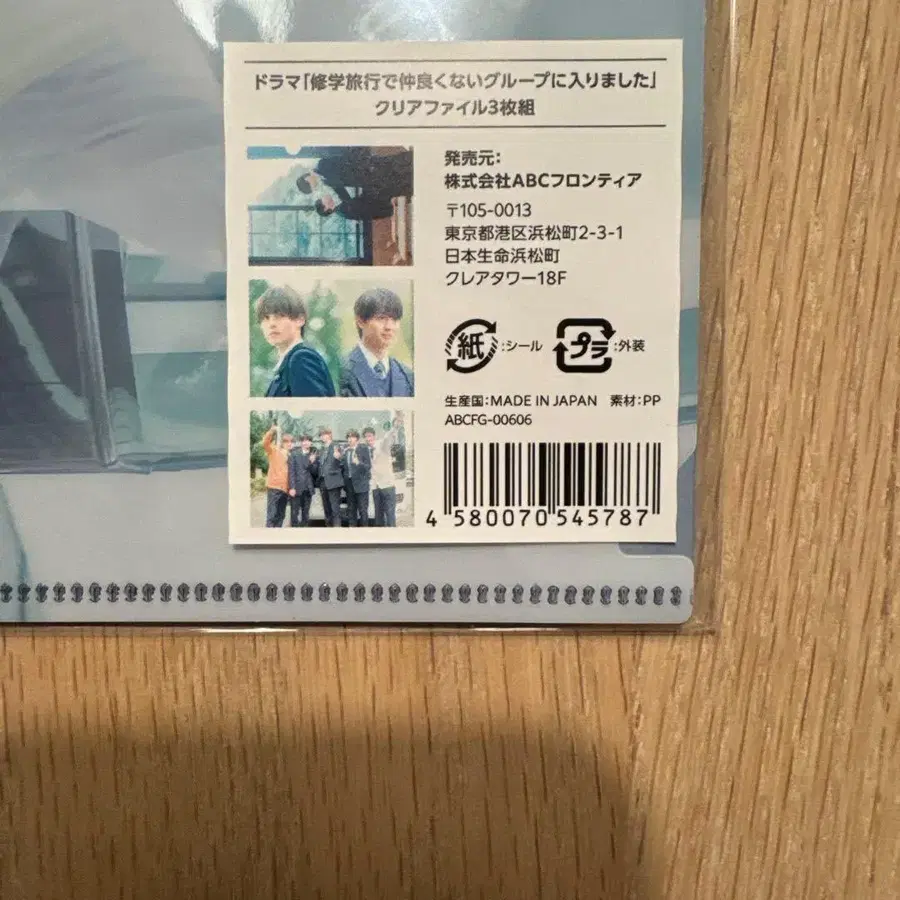 ドラマ「修学旅行で仲良くないグループに入りました」
クリアファイル3枚組
発売元:
株式会社ABCフロンティア
〒105-0013
東京都港区浜松町2-3-1
日本生命浜松町
クレアタワー18F
紙:シール プラ:外装
生産国:MADE IN JAPAN 素材:PP
ABCFG-00606
4 580070 545787